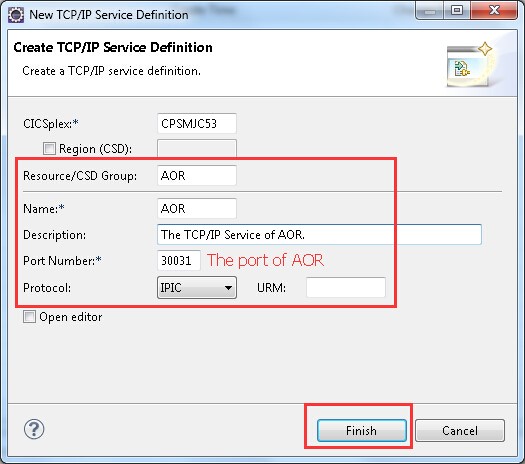 New TCP/IP Service Definition
Create TCP/IP Service Definition
Create a TCP/IP service definition.
CICSplex:* CPSMJC53
Region (CSD):
Resource/CSD Group: AOR
Name:* AOR
Description: The TCP/IP Service of AOR.
Port Number:* 30031 The port of AOR
Protocol: IPIC URM:
Open editor
? Finish Cancel